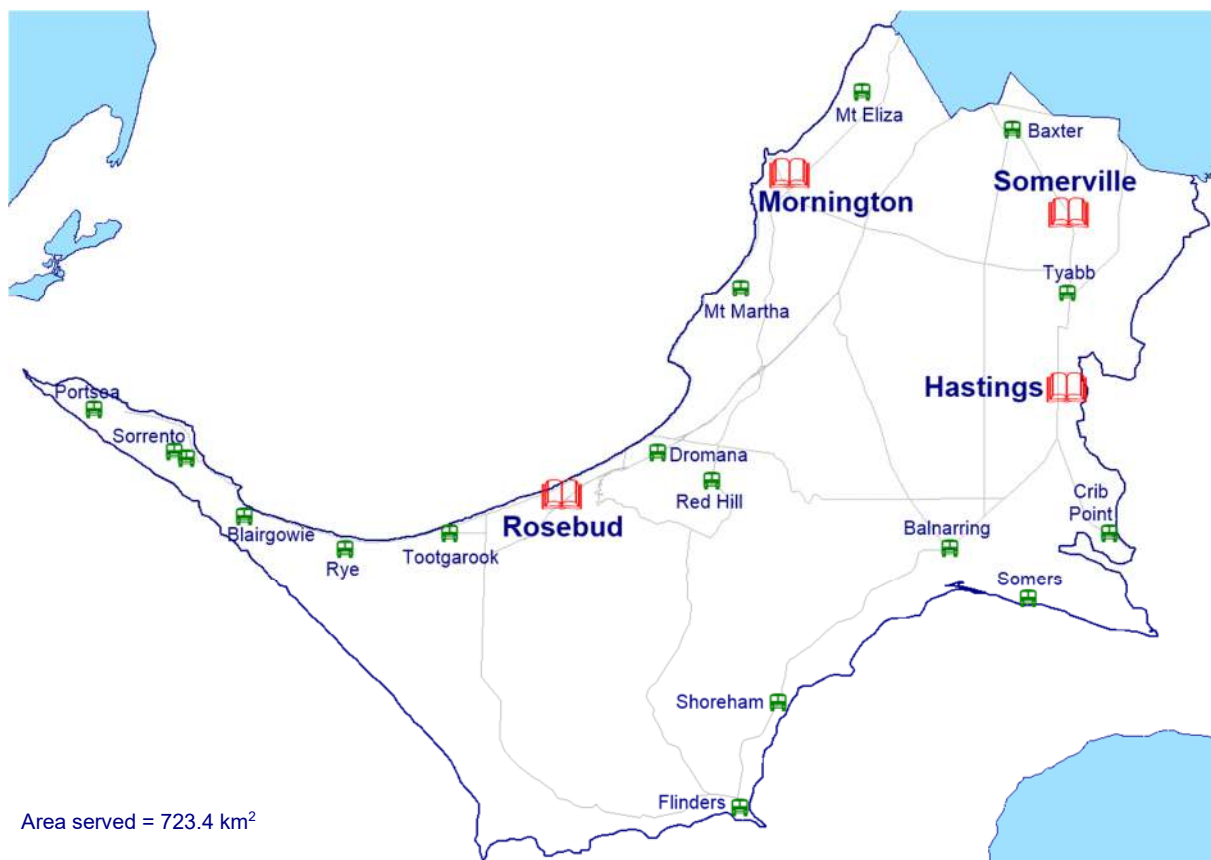 Mt Eliza
Baxter
Mornington
Somerville
Tyabb
Mt Martha
Hastings
Portsea
Sorrento
Dromana
Red Hill
Crib
Point
Rosebud
Blairgowie
Rye
Tootgarook
Balnarring
Somers
Shoreham
Flinders
Area served = 723.4 km²